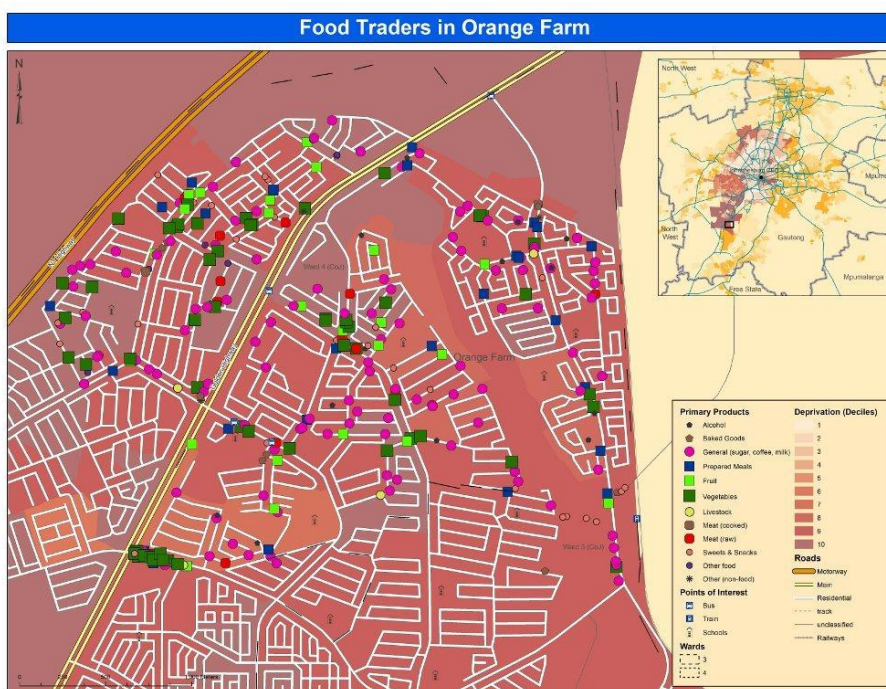 Food Traders in Orange Farm
N
North West
Mpumalanga
North West
Gauteng
Free State
Ward 4 (CoJ)
Orange Farm
Ward 3 (CoJ)
Primary Products
Alcohol
Baked Goods
General (sugar, coffee, milk)
Prepared Meals
Fruit
Vegetables
Livestock
Meat (cooked)
Meat (raw)
Sweets & Snacks
Other food
Other (non-food)
Points of Interest
Bus
Train
Schools
Wards
3
4
Deprivation (Deciles)
1
2
3
4
5
6
7
8
9
10
Roads
Motorway
Main
Residential
track
unclassified
Railways